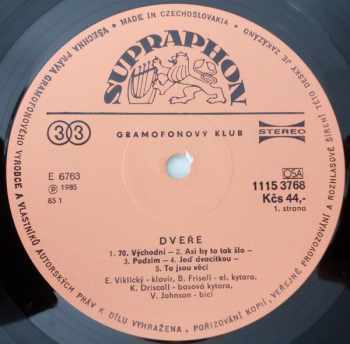 VŠECHNA PRÁVA GRAMOFONOVÉHO VÝROBCE A VLASTNÍKŮ AUTORSKÝCH PRÁV K DÍLU VYHRAŽENA. POŘIZOVÁNÍ KOPIÍ, VEŘEJNÉ PROVOZOVÁNÍ A ROZHLASOVÉ ŠÍŘENÍ TÉTO DESKY JE ZAKÁZÁNO
MADE IN CZECHOSLOVAKIA
SUPRAPHON
33
GRAMOFONOVÝ KLUB
STEREO
E 6763
Ⓟ 1985
85 1
OSA
1115 3768
Kčs 44,-
1. strana
DVEŘE
1. 70. Východní – 2. Asi by to tak šlo –
3. Podzim – 4. Jeď dvacítkou –
5. To jsou věci
E. Viklický - klavír, B. Frisell - el. kytara,
K. Driscoll - basová kytara,
V. Johnson - bicí